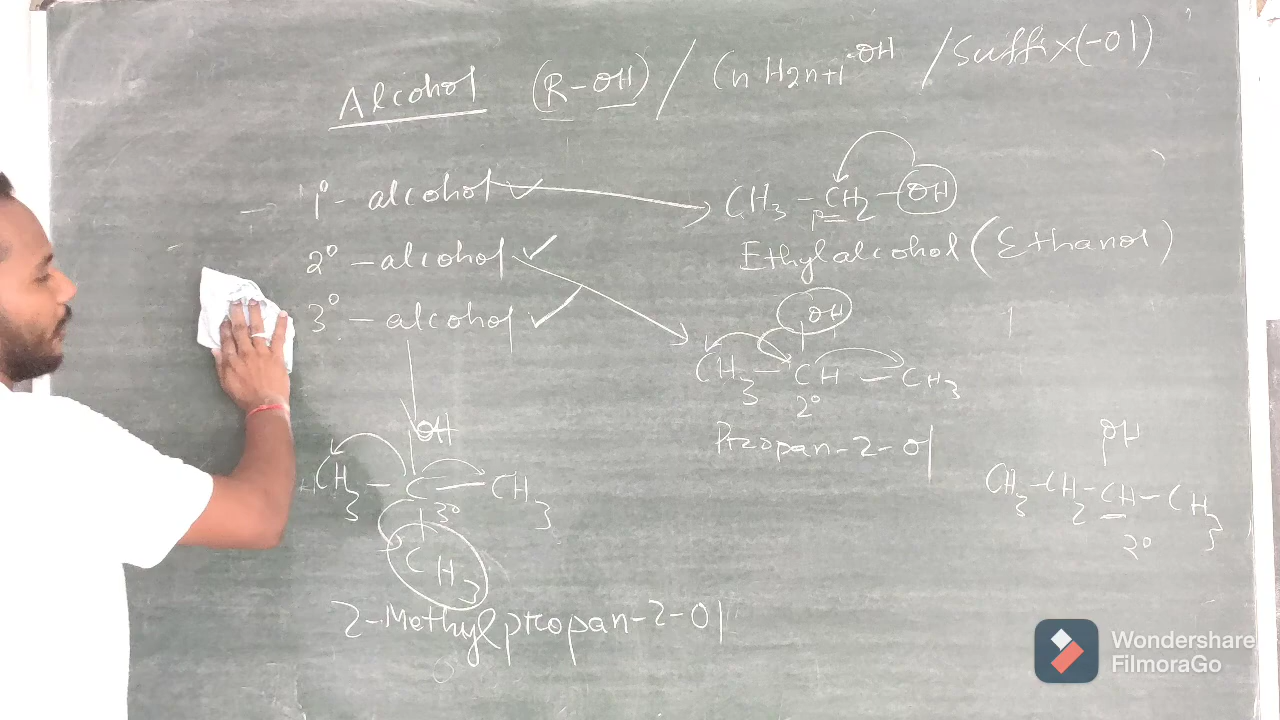 Alcohol (R-OH) / CnH2n+1-OH / Suffix(-ol)
1° - alcohol
CH3 - CH2 - OH
P
Ethylalcohol (Ethanol)
2° - alcohol
3° - alcohol
OH
CH3 - CH - CH3
2°
Propan-2-ol
OH
CH3 - C - CH3
3°
CH3
2-Methylpropan-2-ol
OH
CH3 - CH2 - CH - CH3
2°
Wondershare
FilmoraGo